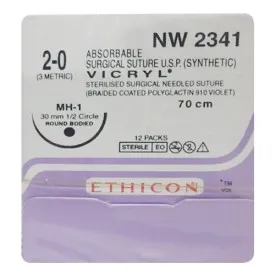 2-0
(3 METRIC)
NW 2341
ABSORBABLE
SURGICAL SUTURE U.S.P. (SYNTHETIC)
VICRYL*
STERILISED SURGICAL NEEDLED SUTURE
(BRAIDED COATED POLYGLACTIN 910 VIOLET)
70 cm
MH-1
30 mm 1/2 Circle
ROUND BODIED
12 PACKS
STERILE EO
ETHICON